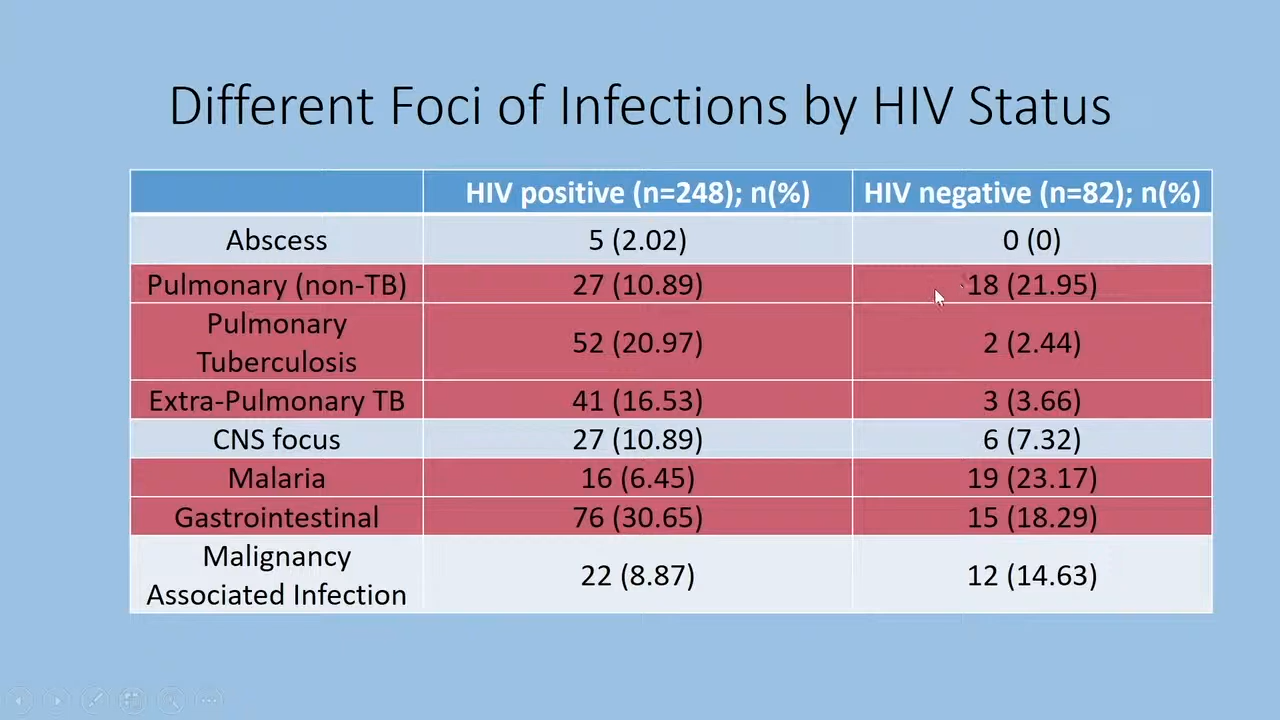 Different Foci of Infections by HIV Status
HIV positive (n=248); n(%) HIV negative (n=82); n(%)
Abscess 5 (2.02) 0 (0)
Pulmonary (non-TB) 27 (10.89) 18 (21.95)
Pulmonary
Tuberculosis 52 (20.97) 2 (2.44)
Extra-Pulmonary TB 41 (16.53) 3 (3.66)
CNS focus 27 (10.89) 6 (7.32)
Malaria 16 (6.45) 19 (23.17)
Gastrointestinal 76 (30.65) 15 (18.29)
Malignancy
Associated Infection 22 (8.87) 12 (14.63)